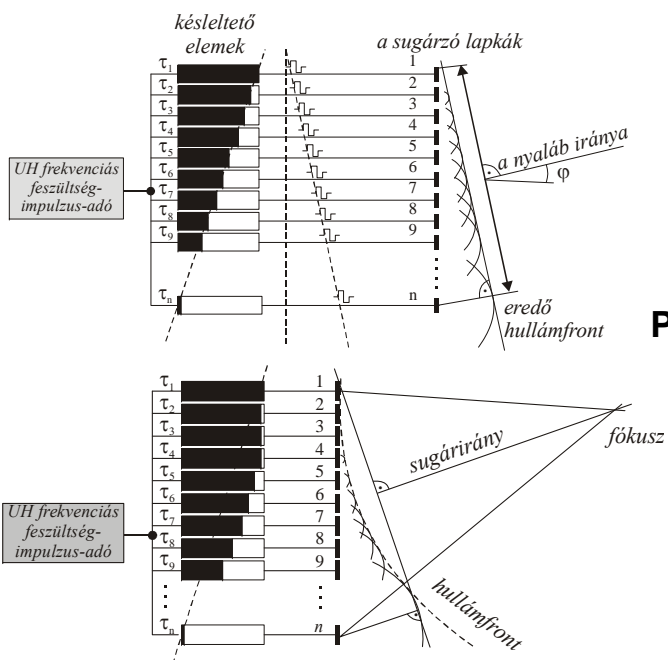 késleltető
elemek
a sugárzó lapkák
τ1
τ2
τ3
τ4
τ5
τ6
τ7
τ8
τ9
τn
1
2
3
4
5
6
7
8
9
n
UH frekvenciás
feszültség-
impulzus-adó
a nyaláb iránya
φ
eredő
hullámfront
P
τ1
τ2
τ3
τ4
τ5
τ6
τ7
τ8
τ9
τn
1
2
3
4
5
6
7
8
9
n
UH frekvenciás
feszültség-
impulzus-adó
sugárirány
fókusz
hullámfront